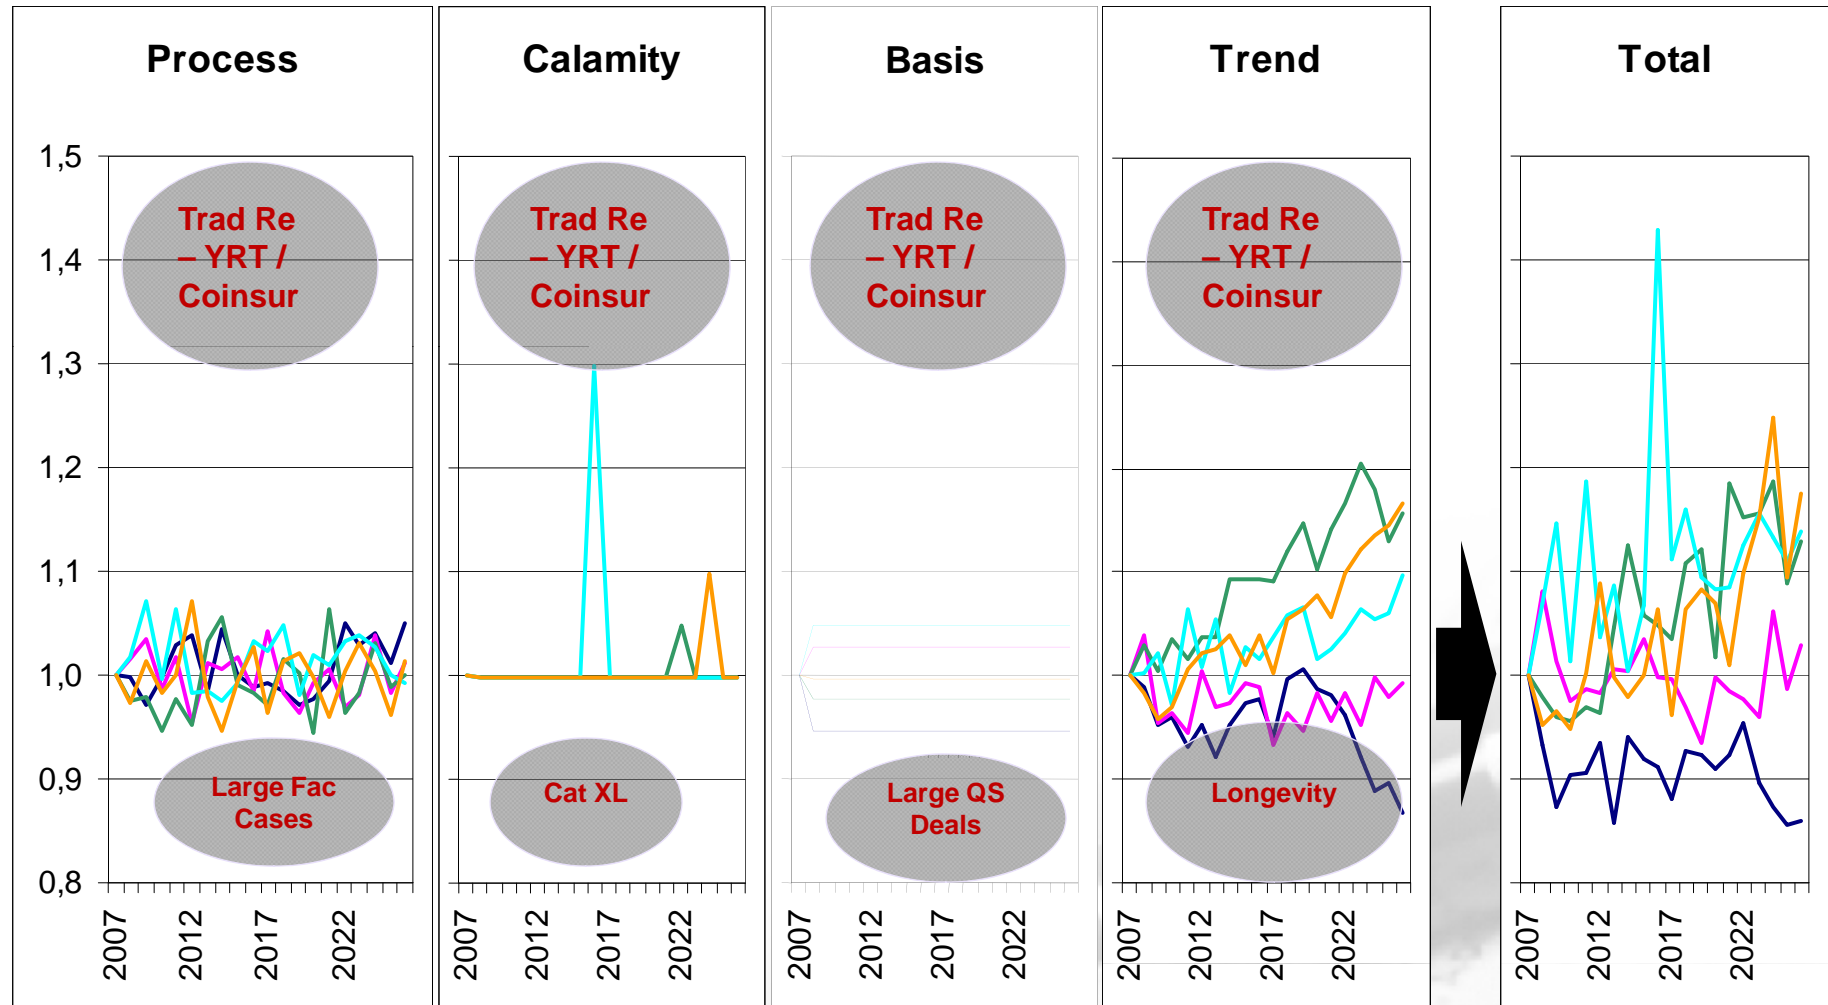 Process
Calamity
Basis
Trend
Total
1,5
1,4
1,3
1,2
1,1
1,0
0,9
0,8
Trad Re
– YRT /
Coinsur
Trad Re
– YRT /
Coinsur
Trad Re
– YRT /
Coinsur
Trad Re
– YRT /
Coinsur
Large Fac
Cases
Cat XL
Large QS
Deals
Longevity
2007
2012
2017
2022
2007
2012
2017
2022
2007
2012
2017
2022
2007
2012
2017
2022
2007
2012
2017
2022